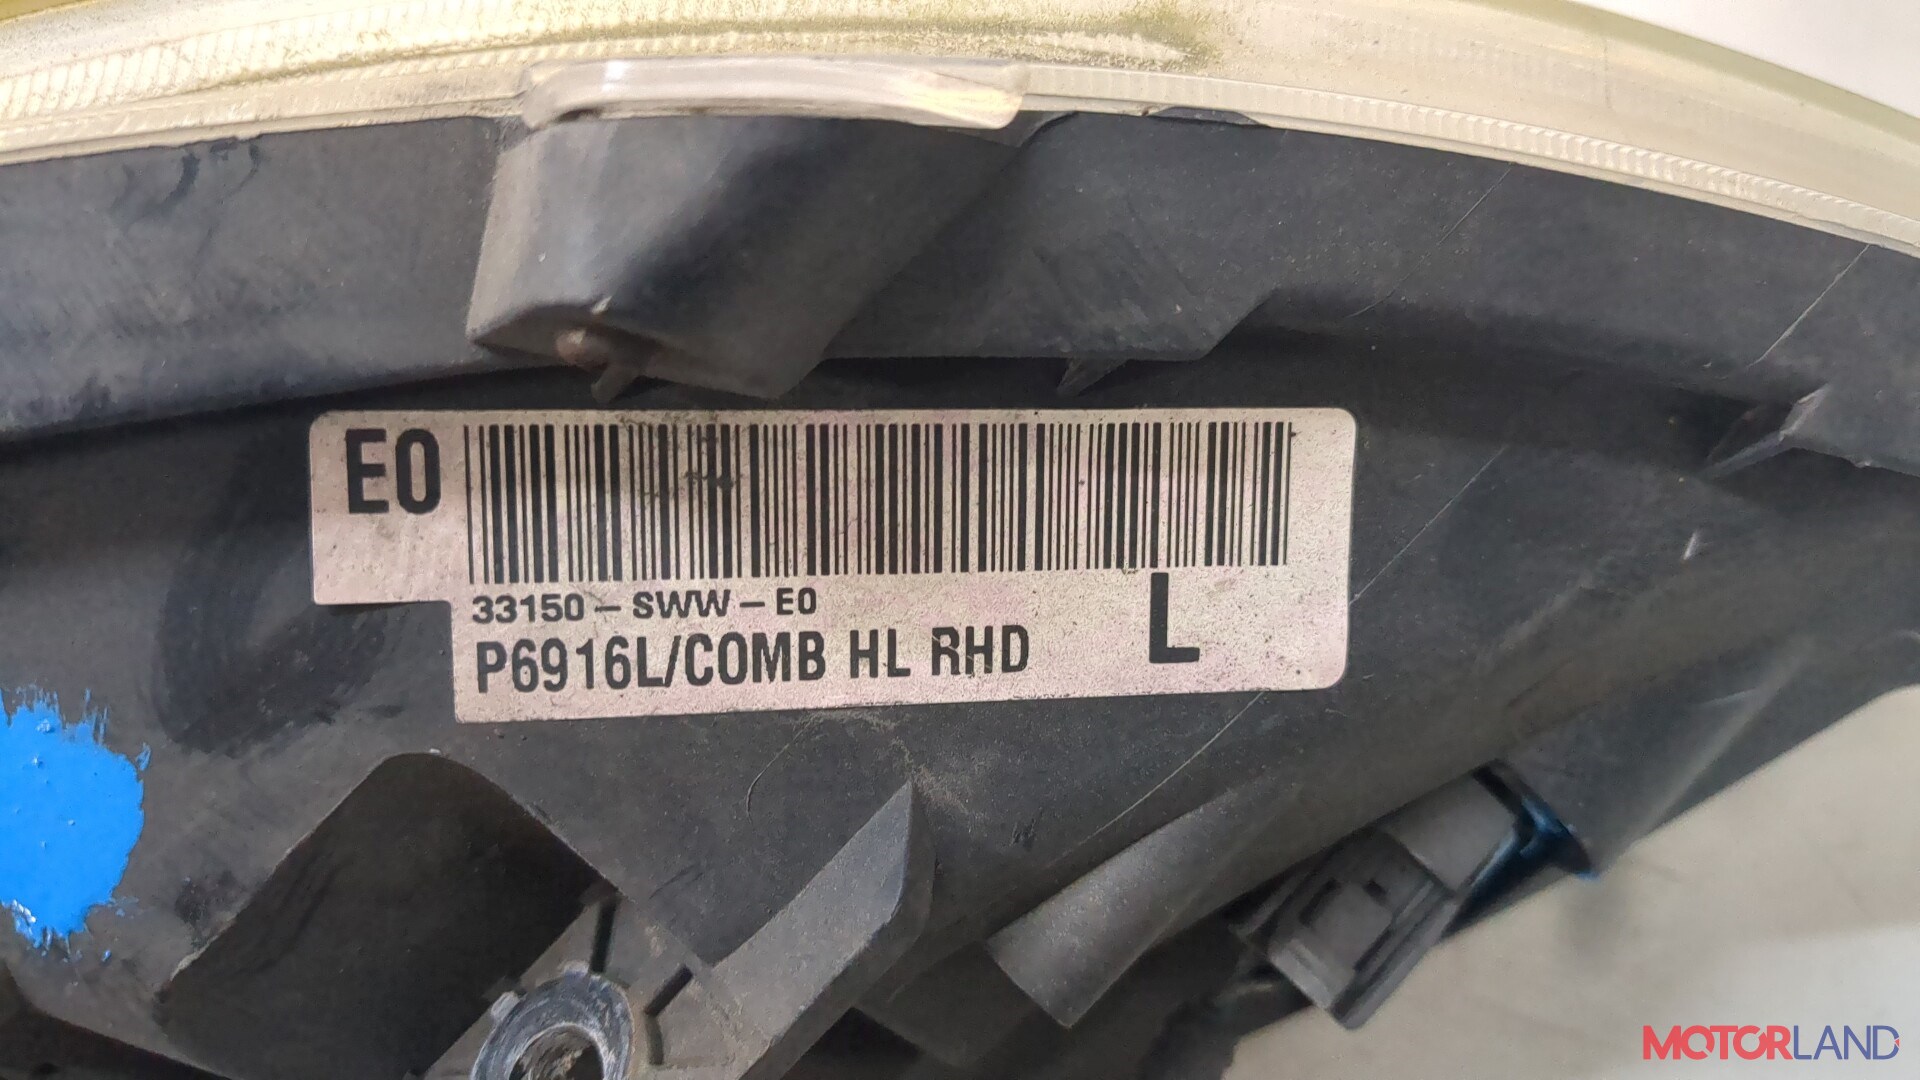 E0
33150-SWW-E0
P6916L/COMB HL RHD
L
MOTORLAND